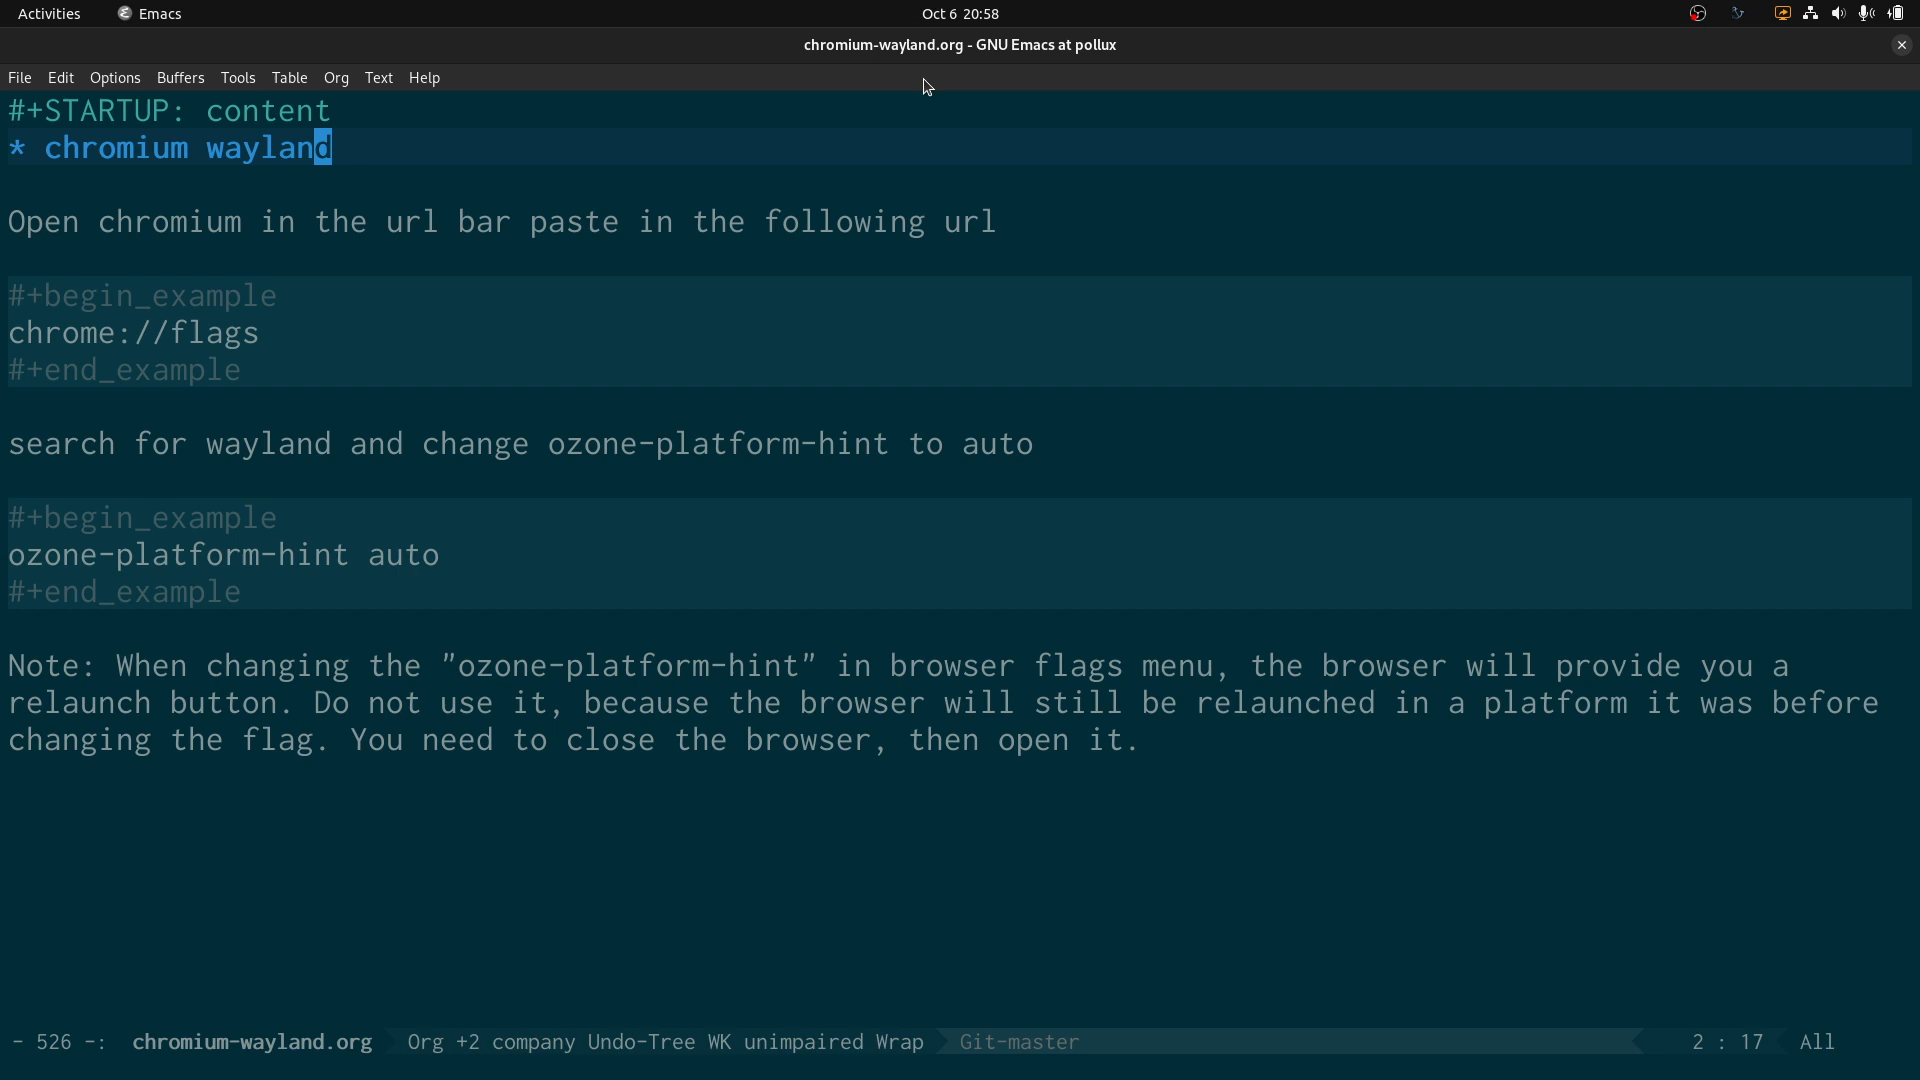 Activities Emacs Oct 6 20:58
chromium-wayland.org - GNU Emacs at pollux
File Edit Options Buffers Tools Table Org Text Help
#+STARTUP: content
* chromium wayland
Open chromium in the url bar paste in the following url
#+begin_example
chrome://flags
#+end_example
search for wayland and change ozone-platform-hint to auto
#+begin_example
ozone-platform-hint auto
#+end_example
Note: When changing the "ozone-platform-hint" in browser flags menu, the browser will provide you a
relaunch button. Do not use it, because the browser will still be relaunched in a platform it was before
changing the flag. You need to close the browser, then open it.
- 526 -: chromium-wayland.org Org +2 company Undo-Tree WK unimpaired Wrap Git-master 2 : 17 All